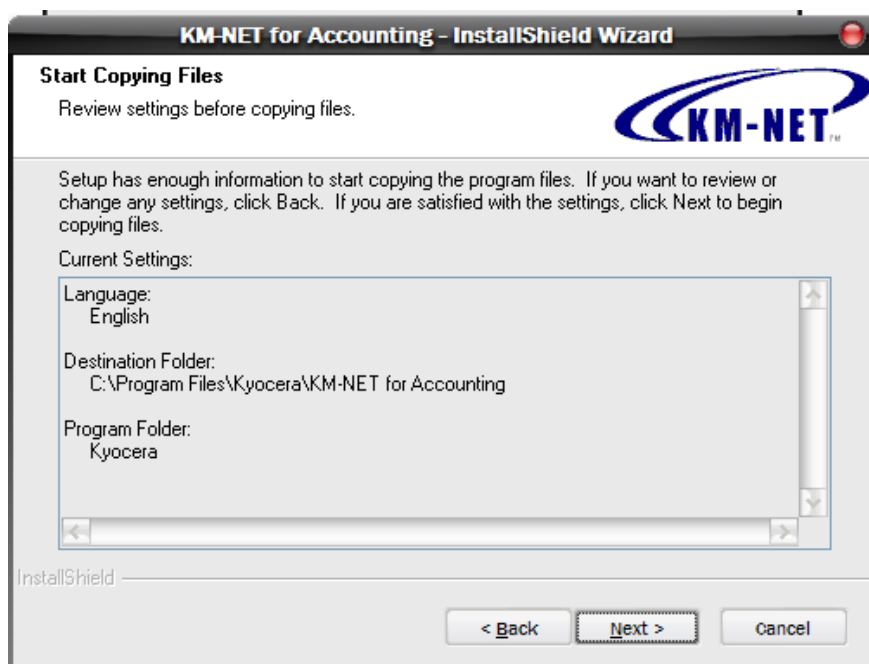 KM-NET for Accounting - InstallShield Wizard
Start Copying Files
Review settings before copying files.
KM-NET™
Setup has enough information to start copying the program files. If you want to review or
change any settings, click Back. If you are satisfied with the settings, click Next to begin
copying files.
Current Settings:
Language:
English
Destination Folder:
C:\Program Files\Kyocera\KM-NET for Accounting
Program Folder:
Kyocera
InstallShield
< Back
Next >
Cancel